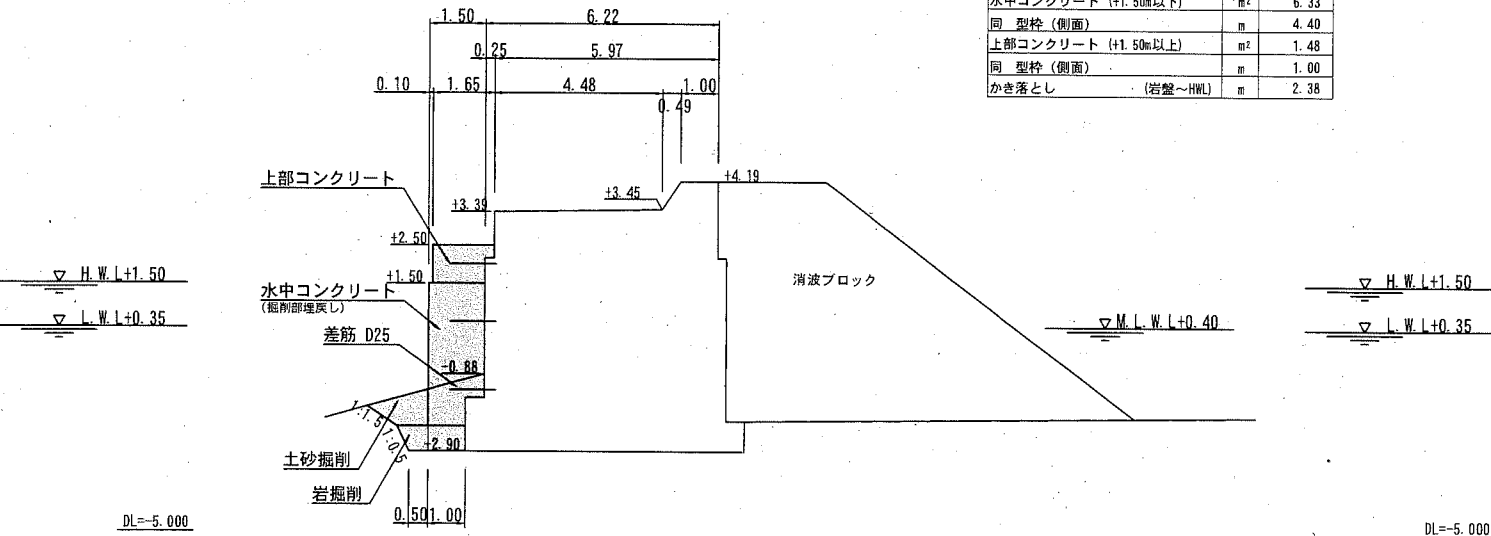 水中コンクリート (+1.50m以下) m² 6.33
同 型枠 (側面) m 4.40
上部コンクリート (+1.50m以上) m² 1.48
同 型枠 (側面) m 1.00
かき落とし (岩盤～HWL) m 2.38
1.50 6.22
0.25 5.97
0.10 1.65 4.48 1.00
0.49
上部コンクリート
+4.19
+3.45
+3.39
+2.50
H.W.L+1.50
+1.50
消波ブロック
H.W.L+1.50
水中コンクリート
(掘削部埋戻し)
L.W.L+0.35
差筋 D25
M.L.W.L+0.40
L.W.L+0.35
-0.88
1:1.5
1:0.5
-2.90
土砂掘削
岩掘削
0.50 1.00
DL=-5.000
DL=-5.000